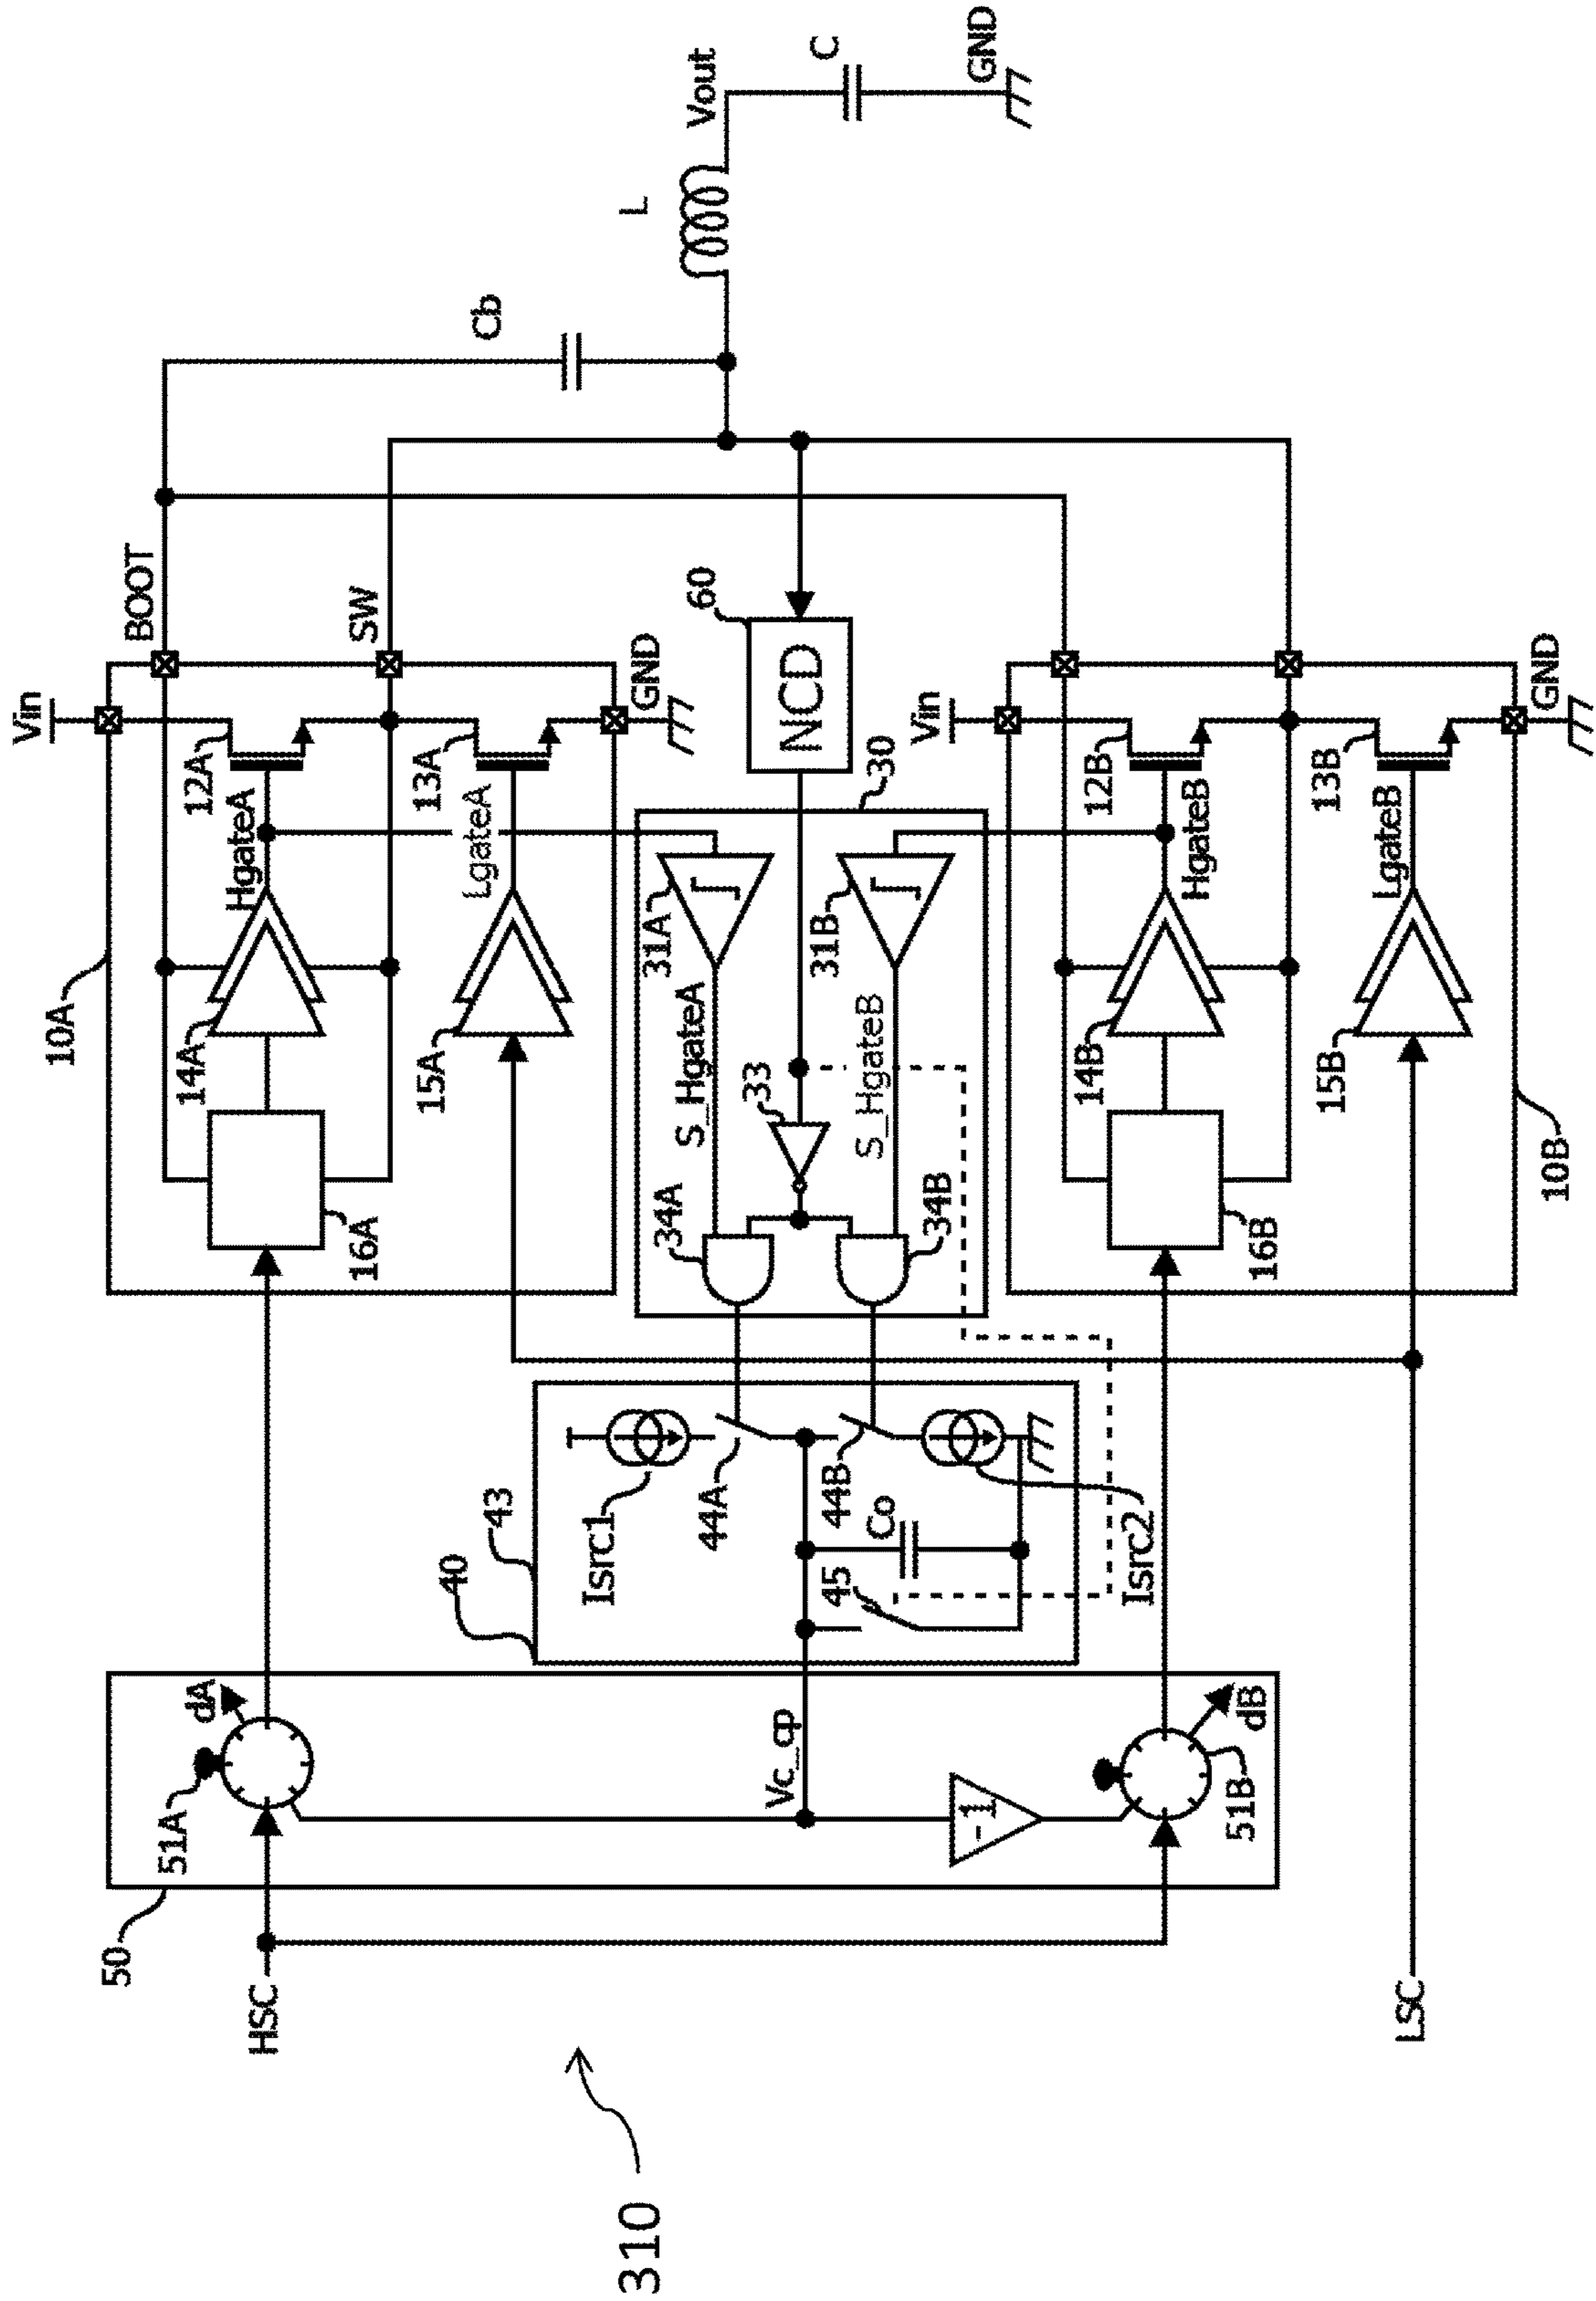 310
HSC
LSC
50
51A
dA
51B
dB
Vc_cp
-1
40
43
Isrc1
44A
44B
Co
45
Isrc2
10A
16A
14A
HgateA
12A
Vin
BOOT
15A
LgateA
13A
SW
GND
34A
34B
33
S_HgateA
S_HgateB
31A
31B
30
NCD
60
10B
16B
14B
HgateB
12B
Vin
15B
LgateB
13B
GND
Cb
L
Vout
C
GND